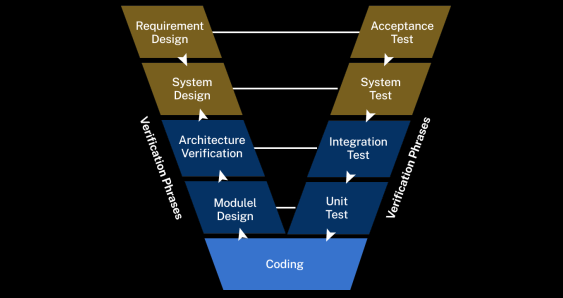 Requirement
Design
Acceptance
Test
System
Design
System
Test
Architecture
Verification
Integration
Test
Modulel
Design
Unit
Test
Coding
Verification Phrases
Verification Phrases